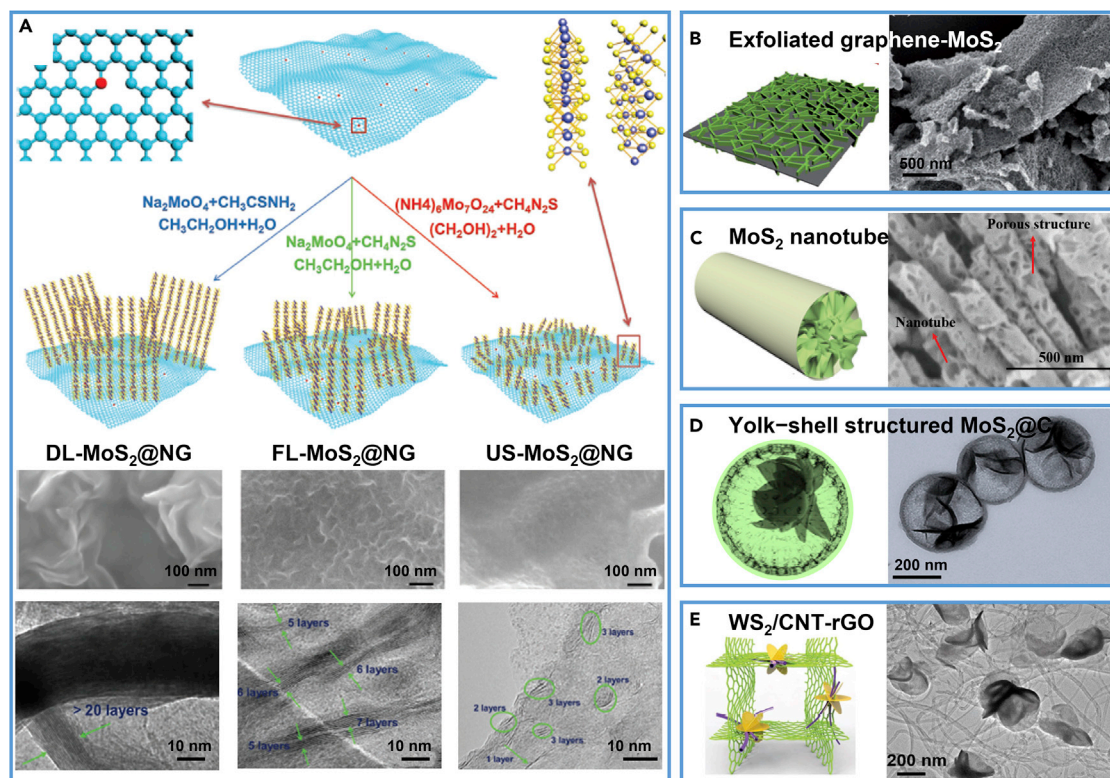 A
Na₂MoO₄+CH₃CSNH₂
CH₃CH₂OH+H₂O
Na₂MoO₄+CH₄N₂S
CH₃CH₂OH+H₂O
(NH4)₆Mo₇O₂₄+CH₄N₂S
(CH₂OH)₂+H₂O
DL-MoS₂@NG
FL-MoS₂@NG
US-MoS₂@NG
100 nm
100 nm
100 nm
> 20 layers
10 nm
5 layers
6 layers
6 layers
7 layers
5 layers
10 nm
3 layers
2 layers
2 layers
3 layers
3 layers
1 layer
10 nm
B
Exfoliated graphene-MoS₂
500 nm
C
MoS₂ nanotube
Porous structure
Nanotube
500 nm
D
Yolk−shell structured MoS₂@C
200 nm
E
WS₂/CNT-rGO
200 nm